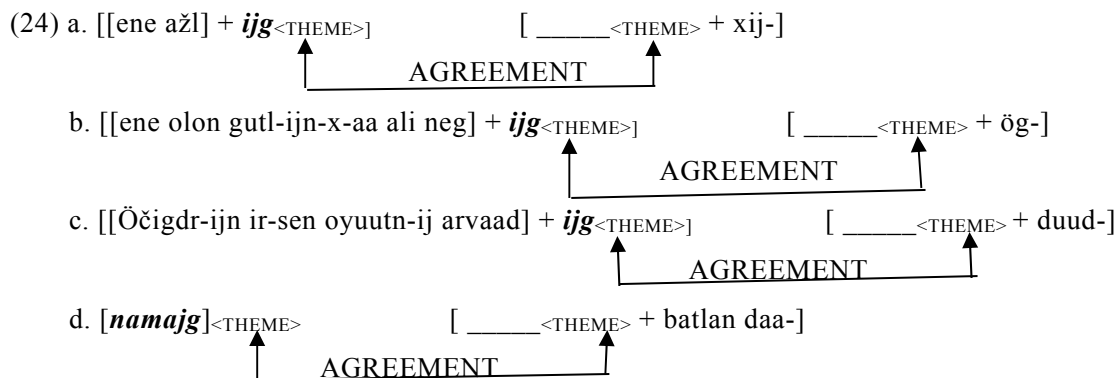 (24) a. [[ene ažl] + ijg<THEME>] [ _____<THEME> + xij-]
AGREEMENT
b. [[ene olon gutl-ijn-x-aa ali neg] + ijg<THEME>] [ _____<THEME> + ög-]
AGREEMENT
c. [[Öčigdr-ijn ir-sen oyuutn-ij arvaad] + ijg<THEME>] [ _____<THEME> + duud-]
AGREEMENT
d. [namajg]<THEME> [ _____<THEME> + batlan daa-]
AGREEMENT